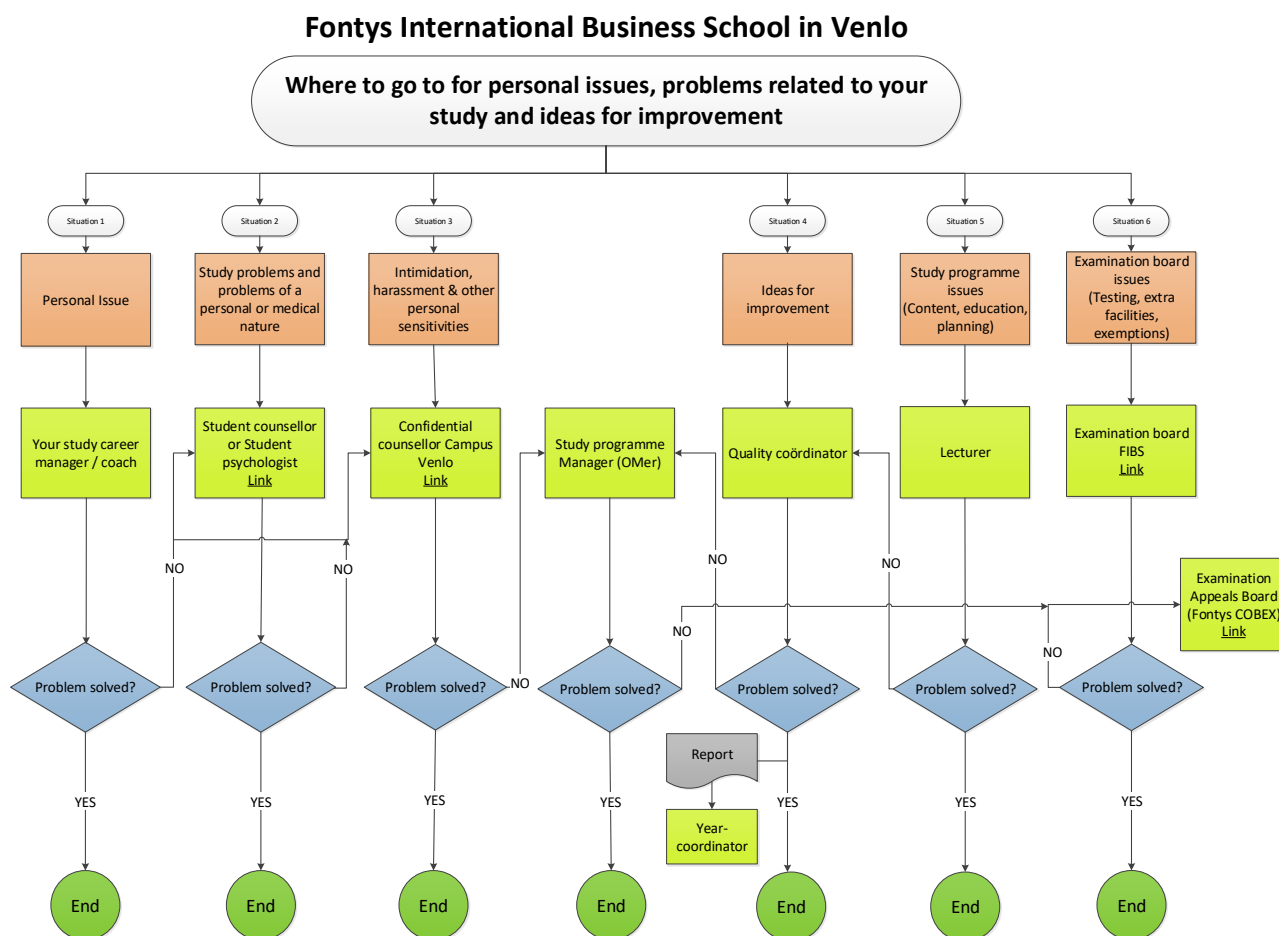 Fontys International Business School in Venlo
Where to go to for personal issues, problems related to your
study and ideas for improvement
Situation 1
Situation 2
Situation 3
Situation 4
Situation 5
Situation 6
Personal Issue
Study problems and
problems of a
personal or medical
nature
Intimidation,
harassment & other
personal
sensitivities
Ideas for
improvement
Study programme
issues
(Content, education,
planning)
Examination board
issues
(Testing, extra
facilities,
exemptions)
Your study career
manager / coach
Student counsellor
or Student
psychologist
Link
Confidential
counsellor Campus
Venlo
Link
Study programme
Manager (OMer)
Quality coördinator
Lecturer
Examination board
FIBS
Link
NO
NO
NO
NO
NO
NO
NO
Examination
Appeals Board
(Fontys COBEX)
Link
Problem solved?
Problem solved?
Problem solved?
Problem solved?
Problem solved?
Problem solved?
Problem solved?
Report
Year-
coordinator
YES
YES
YES
YES
YES
YES
YES
End
End
End
End
End
End
End